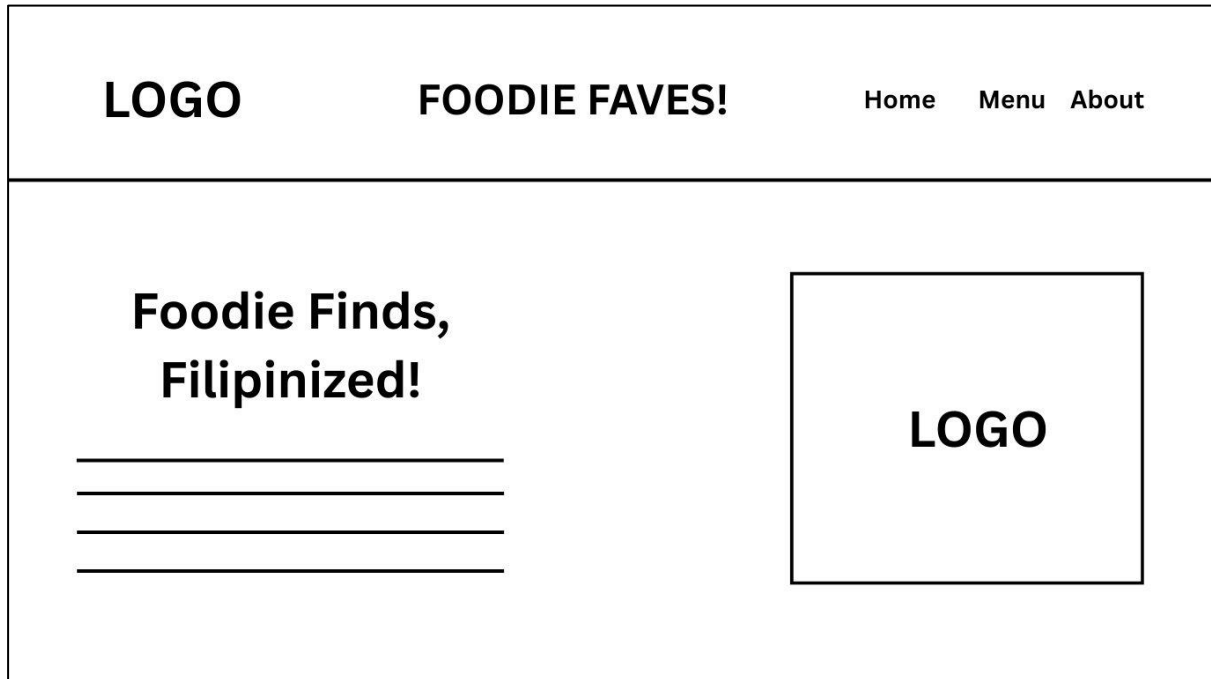 LOGO
FOODIE FAVES!
Home
Menu
About
Foodie Finds,
Filipinized!
LOGO